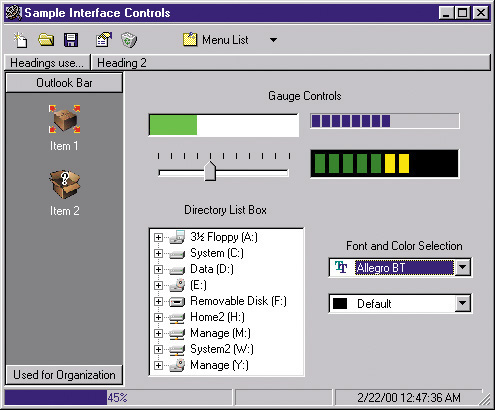 Sample Interface Controls
Menu List
Headings use... Heading 2
Outlook Bar
Item 1
Item 2
Used for Organization
Gauge Controls
Directory List Box
3½ Floppy (A:)
System (C:)
Data (D:)
(E:)
Removable Disk (F:)
Home2 (H:)
Manage (M:)
System2 (W:)
Manage (Y:)
Font and Color Selection
Allegro BT
Default
45%
2/22/00 12:47:36 AM